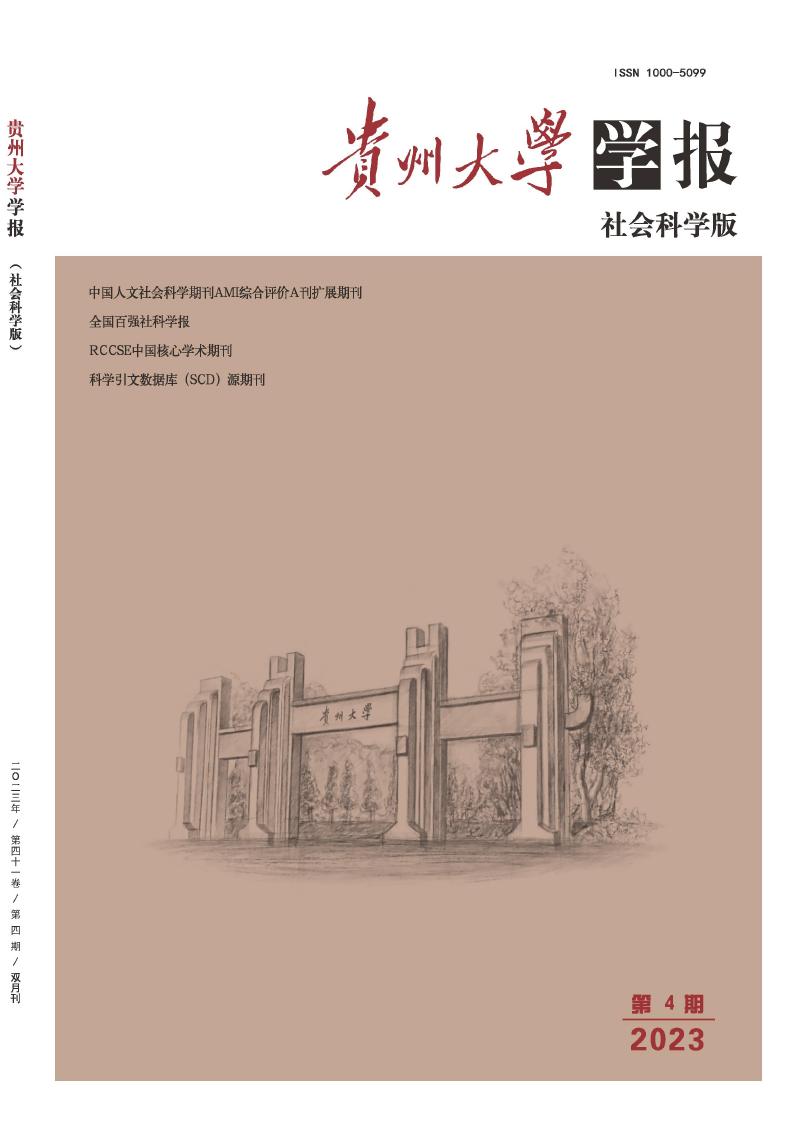 ISSN 1000-5099
貴州大學 学报
社会科学版
中国人文社会科学期刊AMI综合评价A刊扩展期刊
全国百强社科学报
RCCSE中国核心学术期刊
科学引文数据库（SCD）源期刊
貴州大學
第 4 期
2023
贵州大学学报（社会科学版）
二〇二三年/第四十一卷/第四期/双月刊